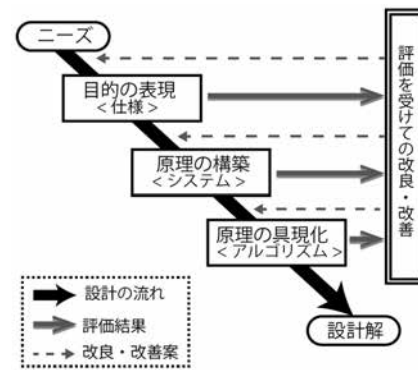 ニーズ
目的の表現
<仕様>
原理の構築
<システム>
原理の具現化
<アルゴリズム>
設計解
評価を受けての改良・改善
設計の流れ
評価結果
改良・改善案